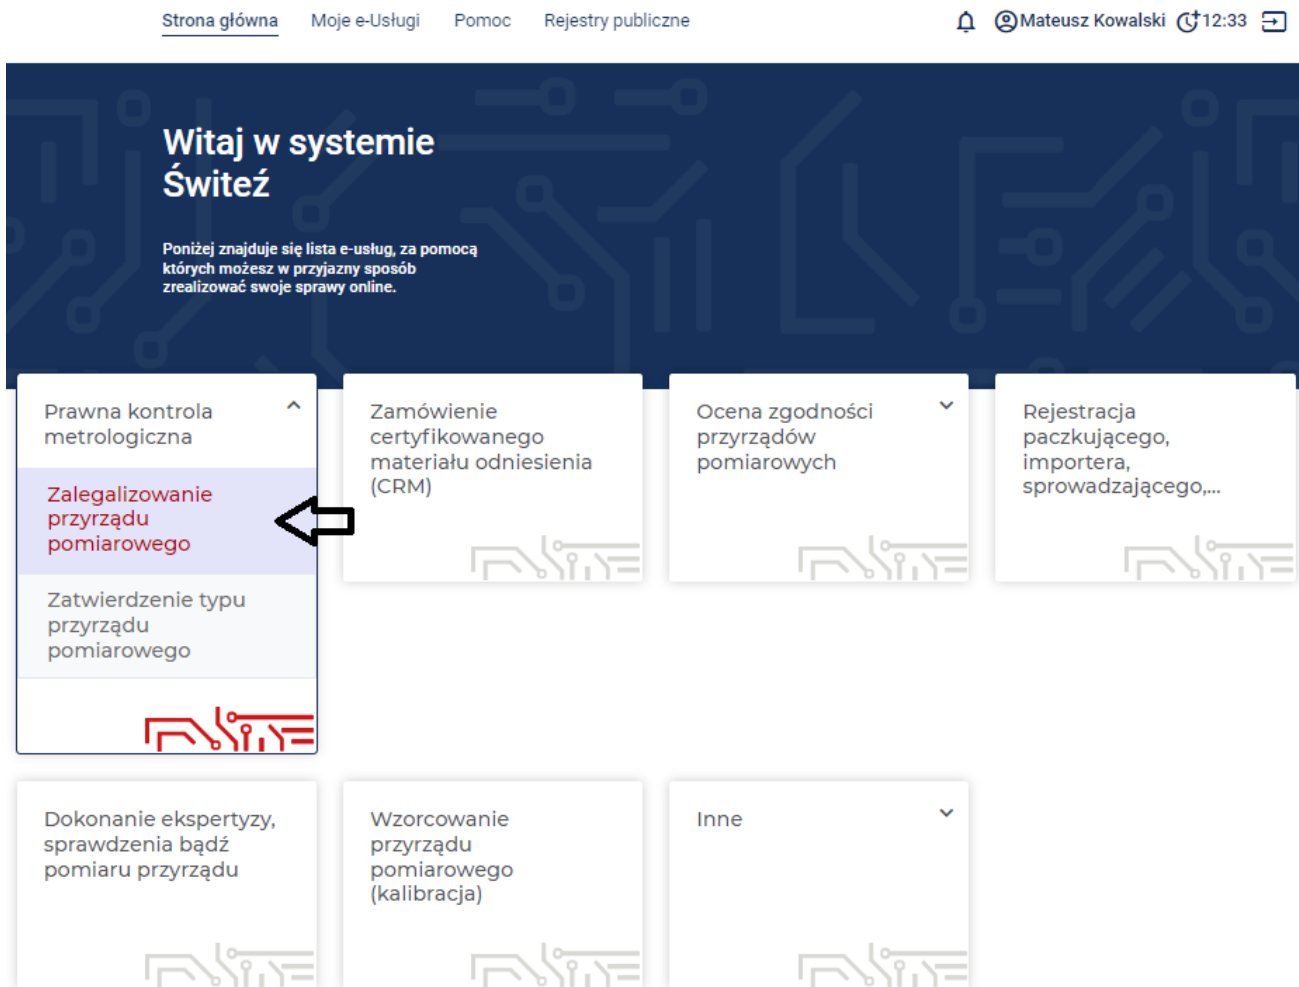 Strona główna Moje e-Usługi Pomoc Rejestry publiczne Mateusz Kowalski 12:33
Witaj w systemie
Świteź
Poniżej znajduje się lista e-usług, za pomocą
których możesz w przyjazny sposób
zrealizować swoje sprawy online.
Prawna kontrola
metrologiczna
Zalegalizowanie
przyrządu
pomiarowego
Zatwierdzenie typu
przyrządu
pomiarowego
Zamówienie
certyfikowanego
materiału odniesienia
(CRM)
Ocena zgodności
przyrządów
pomiarowych
Rejestracja
paczkującego,
importera,
sprowadzającego,...
Dokonanie ekspertyzy,
sprawdzenia bądź
pomiaru przyrządu
Wzorcowanie
przyrządu
pomiarowego
(kalibracja)
Inne